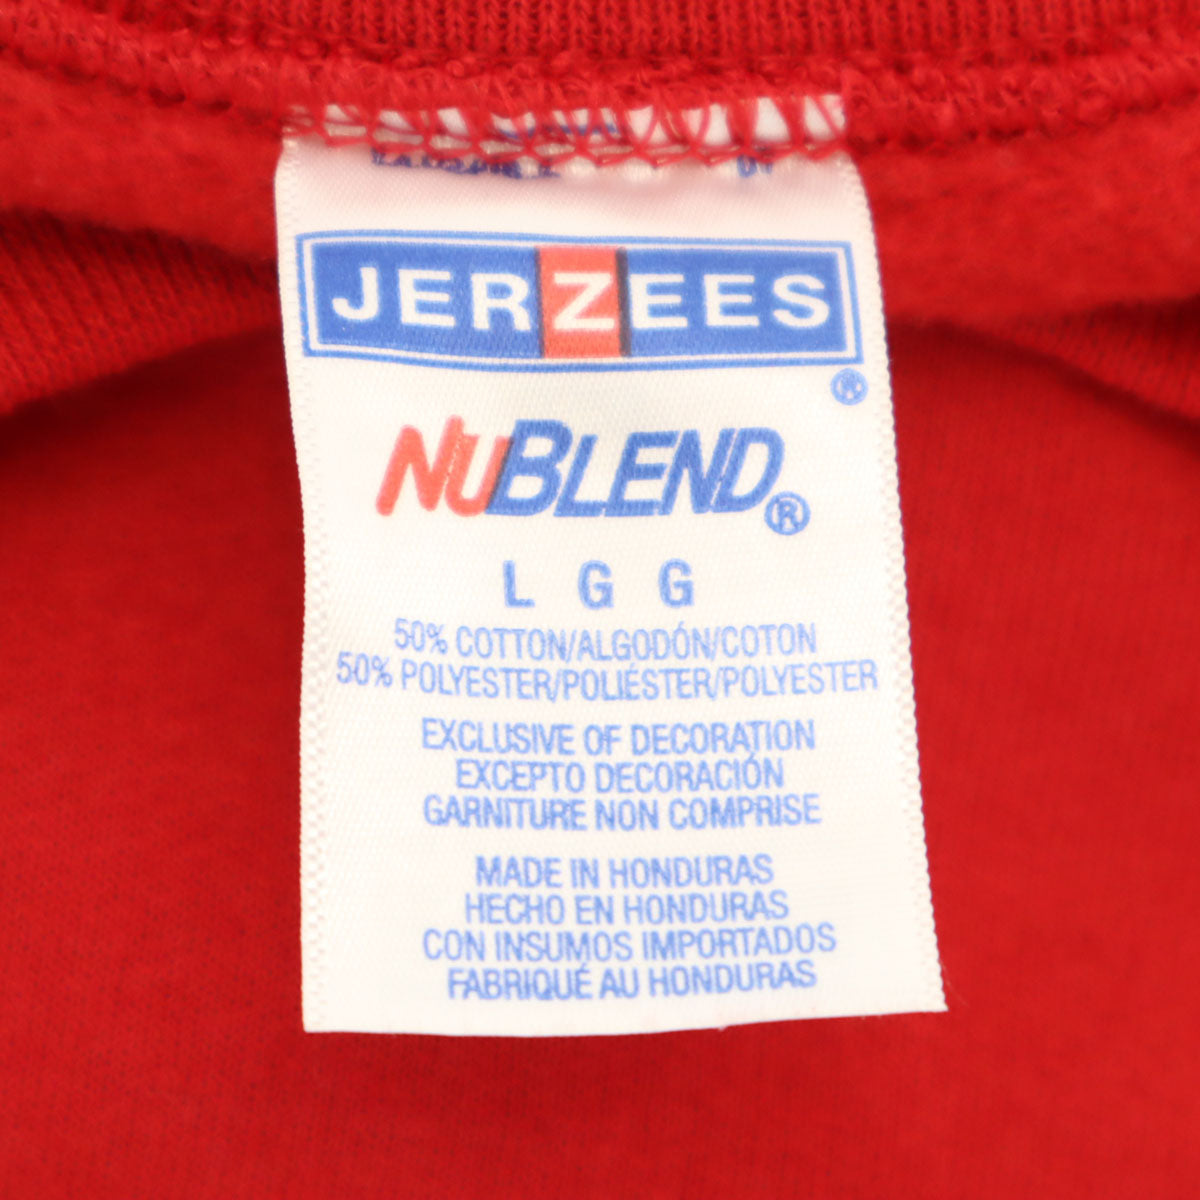 JERZEES
®
NUBLEND®
L G G
50% COTTON/ALGODÓN/COTON
50% POLYESTER/POLIÉSTER/POLYESTER
EXCLUSIVE OF DECORATION
EXCEPTO DECORACIÓN
GARNITURE NON COMPRISE
MADE IN HONDURAS
HECHO EN HONDURAS
CON INSUMOS IMPORTADOS
FABRIQUÉ AU HONDURAS